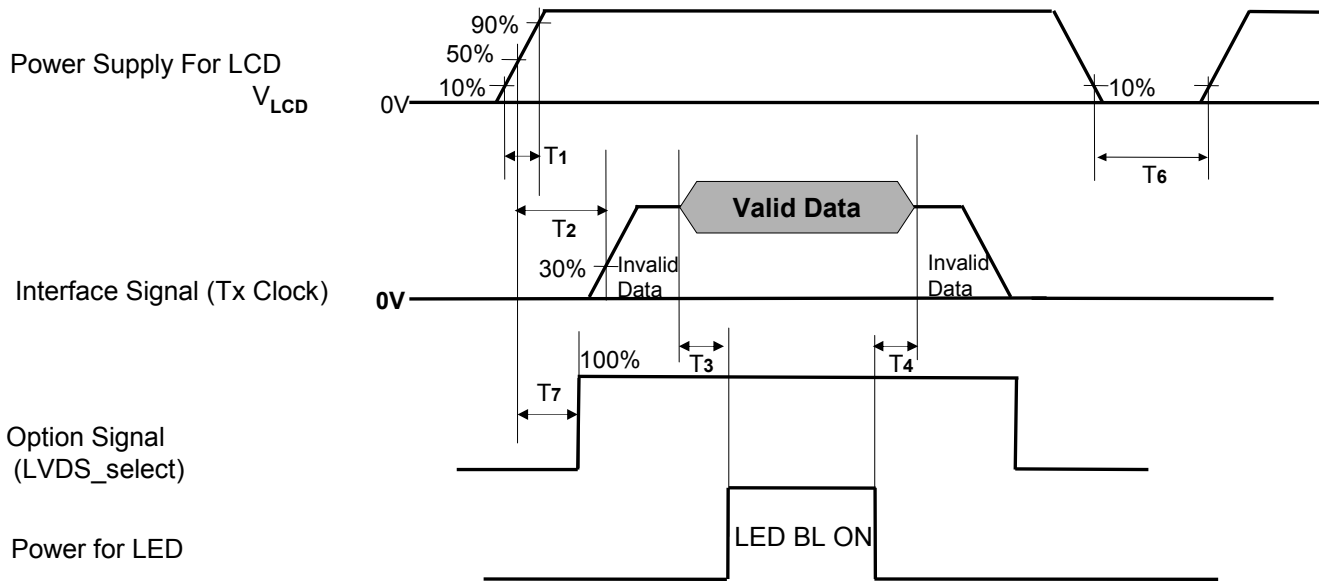 90%
50%
10%
Power Supply For LCD
VLCD
0V
10%
T1
T6
Valid Data
T2
30%
Invalid
Data
Invalid
Data
Interface Signal (Tx Clock)
0V
100%
T3
T4
T7
Option Signal
(LVDS_select)
LED BL ON
Power for LED